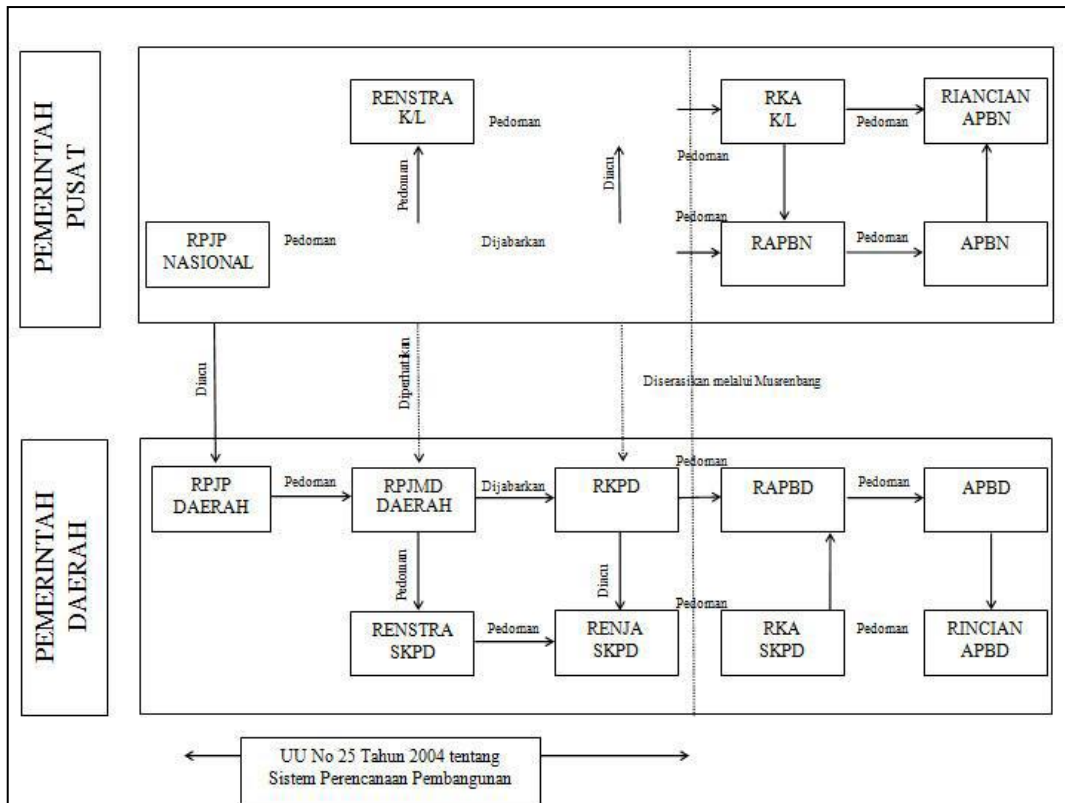 PEMERINTAH
PUSAT
RENSTRA
K/L
Pedoman
RKA
K/L
Pedoman
RIANCIAN
APBN
Pedoman
Diacu
Pedoman
RPJP
NASIONAL
Pedoman
Dijabarkan
Pedoman
RAPBN
Pedoman
APBN
Diacu
Diperhatikan
Diserasikan melalui Musrenbang
PEMERINTAH
DAERAH
RPJP
DAERAH
Pedoman
RPJMD
DAERAH
Dijabarkan
RKPD
Pedoman
RAPBD
Pedoman
APBD
Pedoman
Diacu
RENSTRA
SKPD
Pedoman
RENJA
SKPD
Pedoman
RKA
SKPD
Pedoman
RINCIAN
APBD
UU No 25 Tahun 2004 tentang
Sistem Perencanaan Pembangunan